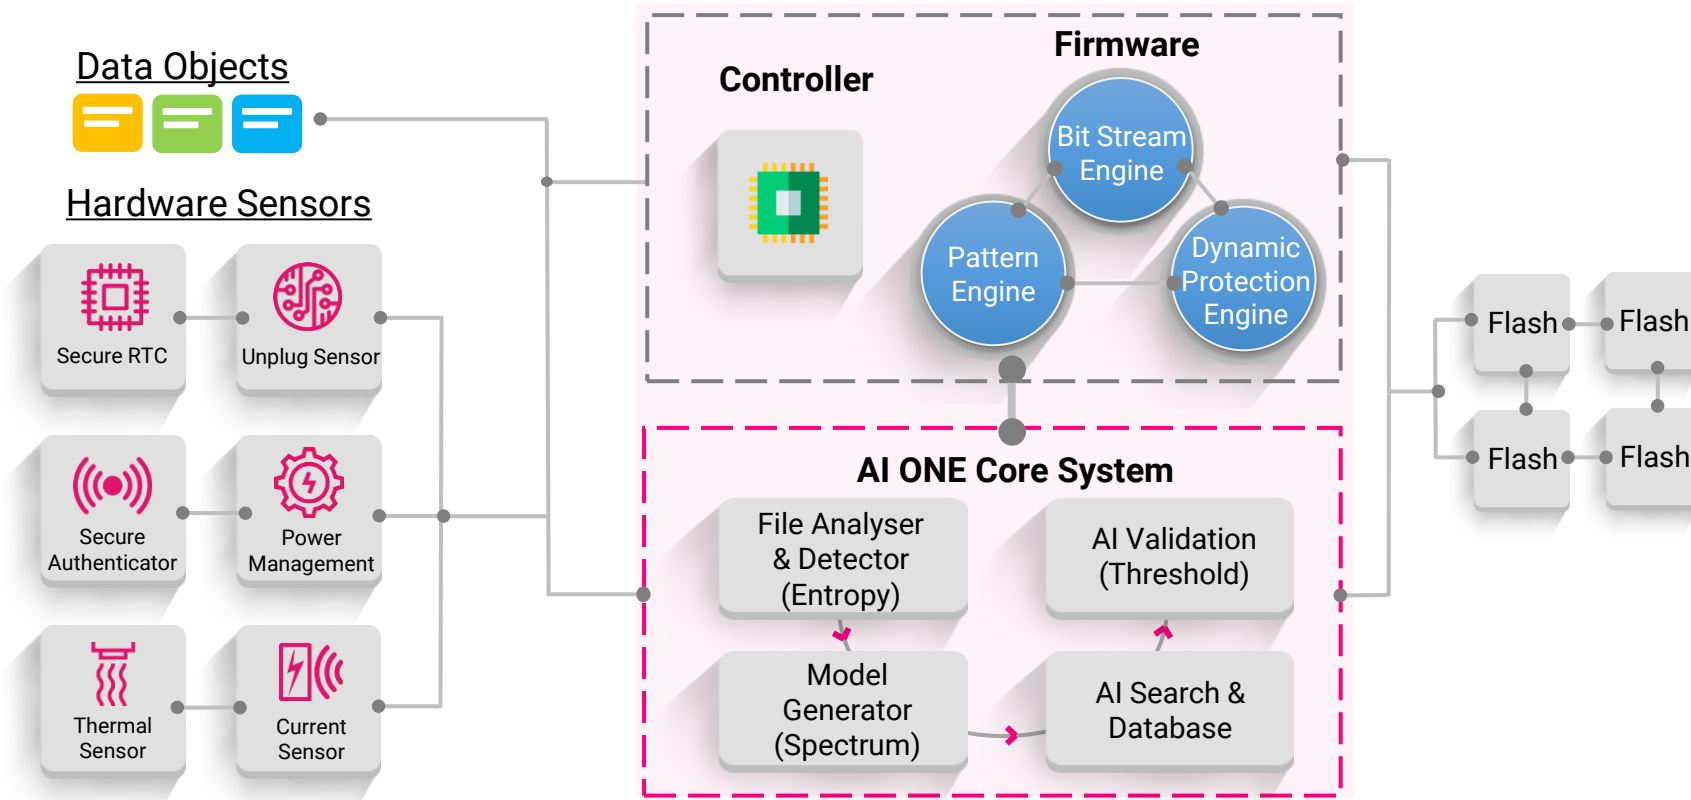 Data Objects
Hardware Sensors
Secure RTC
Unplug Sensor
Secure
Authenticator
Power
Management
Thermal
Sensor
Current
Sensor
Controller
Firmware
Bit Stream
Engine
Pattern
Engine
Dynamic
Protection
Engine
AI ONE Core System
File Analyser
& Detector
(Entropy)
Model
Generator
(Spectrum)
AI Search &
Database
AI Validation
(Threshold)
Flash
Flash
Flash
Flash